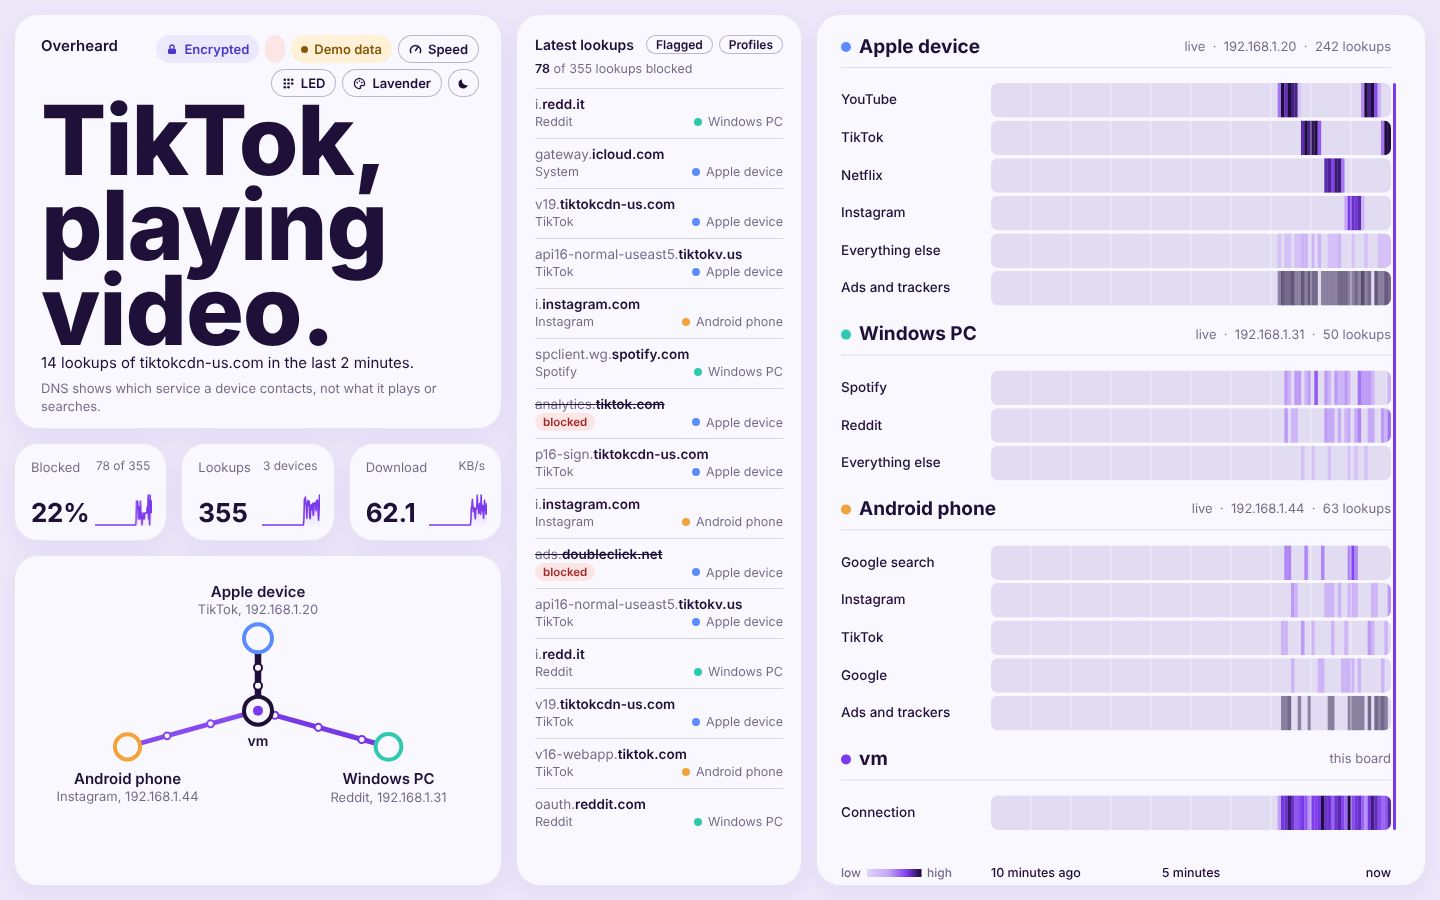 Overheard
Encrypted
Demo data
Speed
LED
Lavender
TikTok,
playing
video.
14 lookups of tiktokcdn-us.com in the last 2 minutes.
DNS shows which service a device contacts, not what it plays or
searches.
Blocked 78 of 355
22%
Lookups 3 devices
355
Download KB/s
62.1
Apple device
TikTok, 192.168.1.20
vm
Android phone
Instagram, 192.168.1.44
Windows PC
Reddit, 192.168.1.31
Latest lookups Flagged Profiles
78 of 355 lookups blocked
i.redd.it
Reddit Windows PC
gateway.icloud.com
System Apple device
v19.tiktokcdn-us.com
TikTok Apple device
api16-normal-useast5.tiktokv.us
TikTok Apple device
i.instagram.com
Instagram Android phone
spclient.wg.spotify.com
Spotify Windows PC
analytics.tiktok.com
blocked Apple device
p16-sign.tiktokcdn-us.com
TikTok Apple device
i.instagram.com
Instagram Android phone
ads.doubleclick.net
blocked Apple device
api16-normal-useast5.tiktokv.us
TikTok Apple device
i.redd.it
Reddit Windows PC
v19.tiktokcdn-us.com
TikTok Apple device
v16-webapp.tiktok.com
TikTok Android phone
oauth.reddit.com
Reddit Windows PC
Apple device live · 192.168.1.20 · 242 lookups
YouTube
TikTok
Netflix
Instagram
Everything else
Ads and trackers
Windows PC live · 192.168.1.31 · 50 lookups
Spotify
Reddit
Everything else
Android phone live · 192.168.1.44 · 63 lookups
Google search
Instagram
TikTok
Google
Ads and trackers
vm this board
Connection
low high 10 minutes ago 5 minutes now